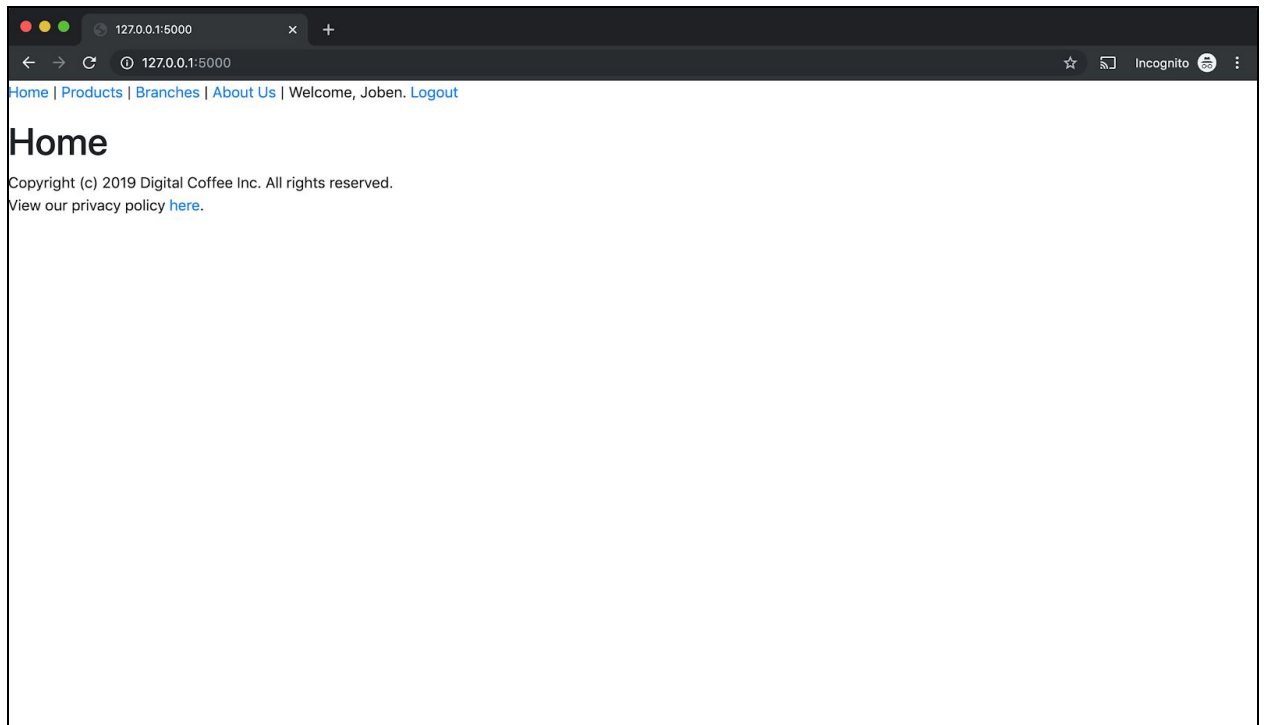 127.0.0.1:5000
127.0.0.1:5000 Incognito
Home | Products | Branches | About Us | Welcome, Joben. Logout
Home
Copyright (c) 2019 Digital Coffee Inc. All rights reserved.
View our privacy policy here.